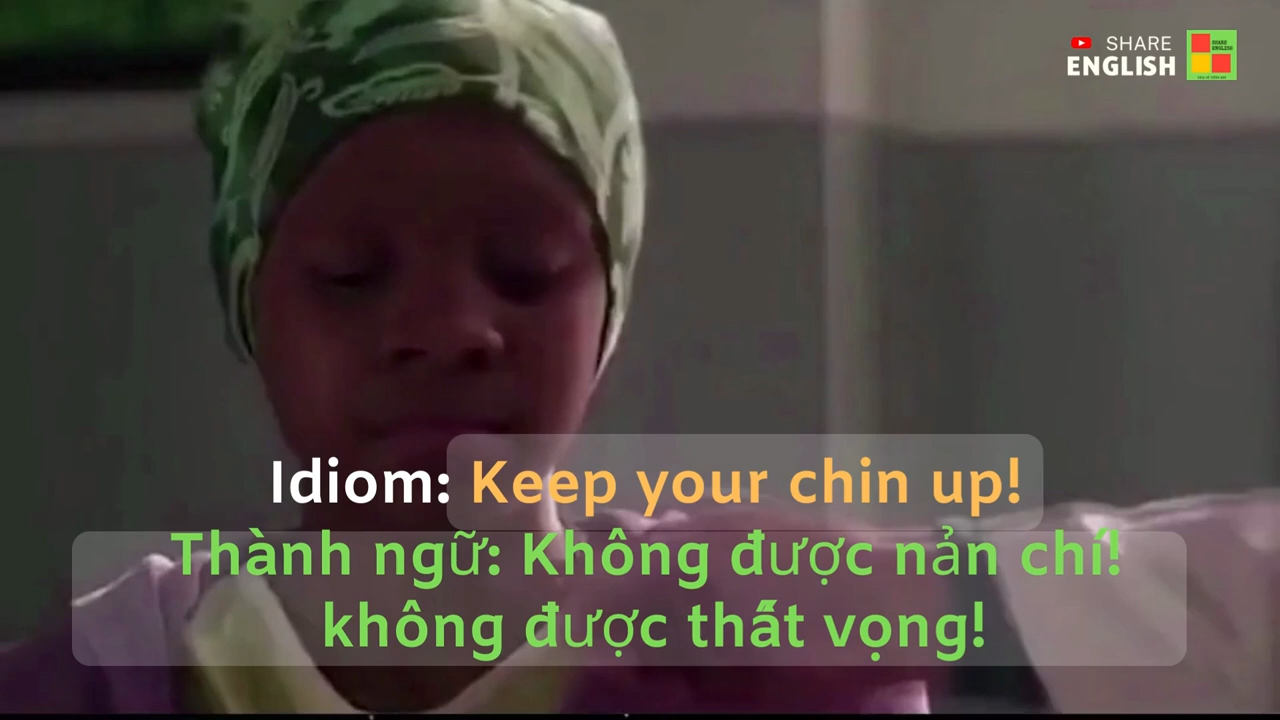 SHARE
ENGLISH
Idiom: Keep your chin up!
Thành ngữ: Không được nản chí!
không được thất vọng!